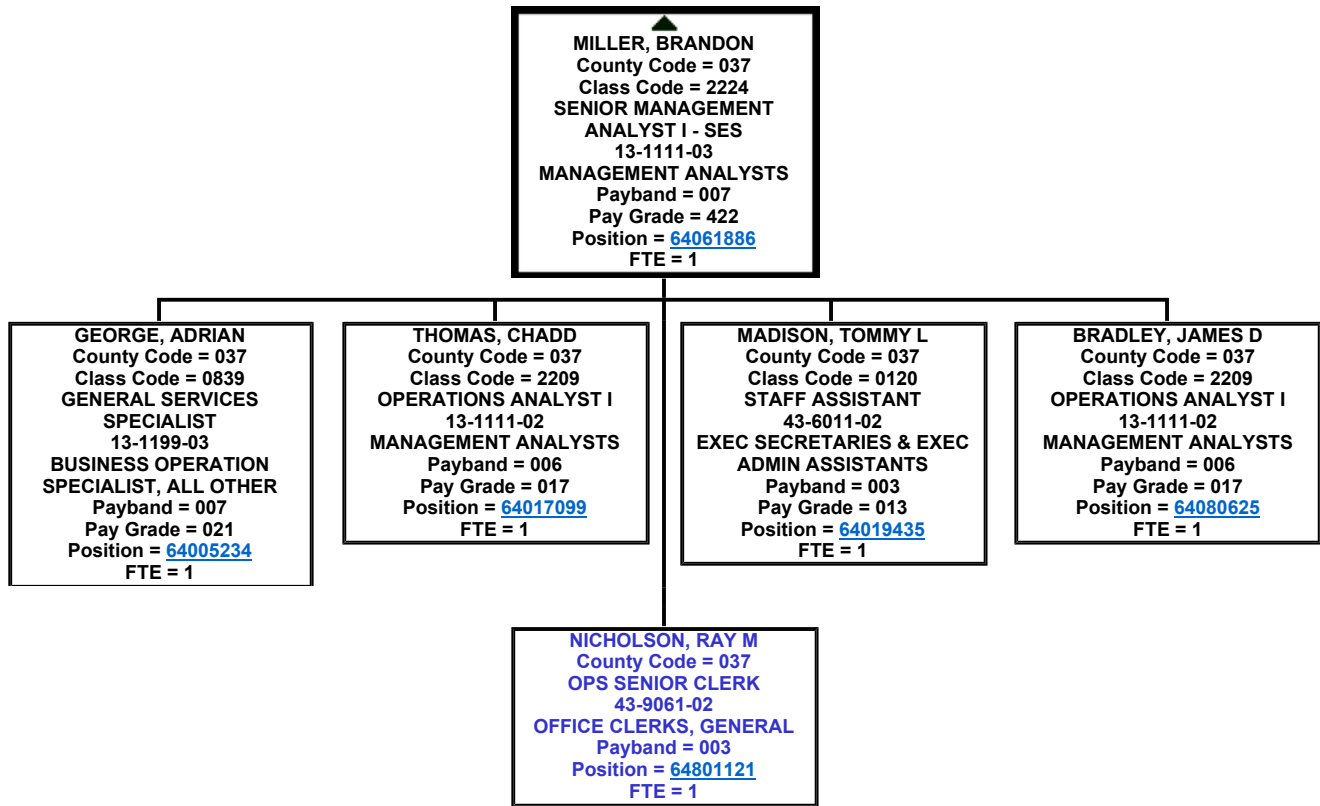 MILLER, BRANDON
County Code = 037
Class Code = 2224
SENIOR MANAGEMENT
ANALYST I - SES
13-1111-03
MANAGEMENT ANALYSTS
Payband = 007
Pay Grade = 422
Position = 64061886
FTE = 1
GEORGE, ADRIAN
County Code = 037
Class Code = 0839
GENERAL SERVICES
SPECIALIST
13-1199-03
BUSINESS OPERATION
SPECIALIST, ALL OTHER
Payband = 007
Pay Grade = 021
Position = 64005234
FTE = 1
THOMAS, CHADD
County Code = 037
Class Code = 2209
OPERATIONS ANALYST I
13-1111-02
MANAGEMENT ANALYSTS
Payband = 006
Pay Grade = 017
Position = 64017099
FTE = 1
MADISON, TOMMY L
County Code = 037
Class Code = 0120
STAFF ASSISTANT
43-6011-02
EXEC SECRETARIES & EXEC
ADMIN ASSISTANTS
Payband = 003
Pay Grade = 013
Position = 64019435
FTE = 1
BRADLEY, JAMES D
County Code = 037
Class Code = 2209
OPERATIONS ANALYST I
13-1111-02
MANAGEMENT ANALYSTS
Payband = 006
Pay Grade = 017
Position = 64080625
FTE = 1
NICHOLSON, RAY M
County Code = 037
OPS SENIOR CLERK
43-9061-02
OFFICE CLERKS, GENERAL
Payband = 003
Position = 64801121
FTE = 1